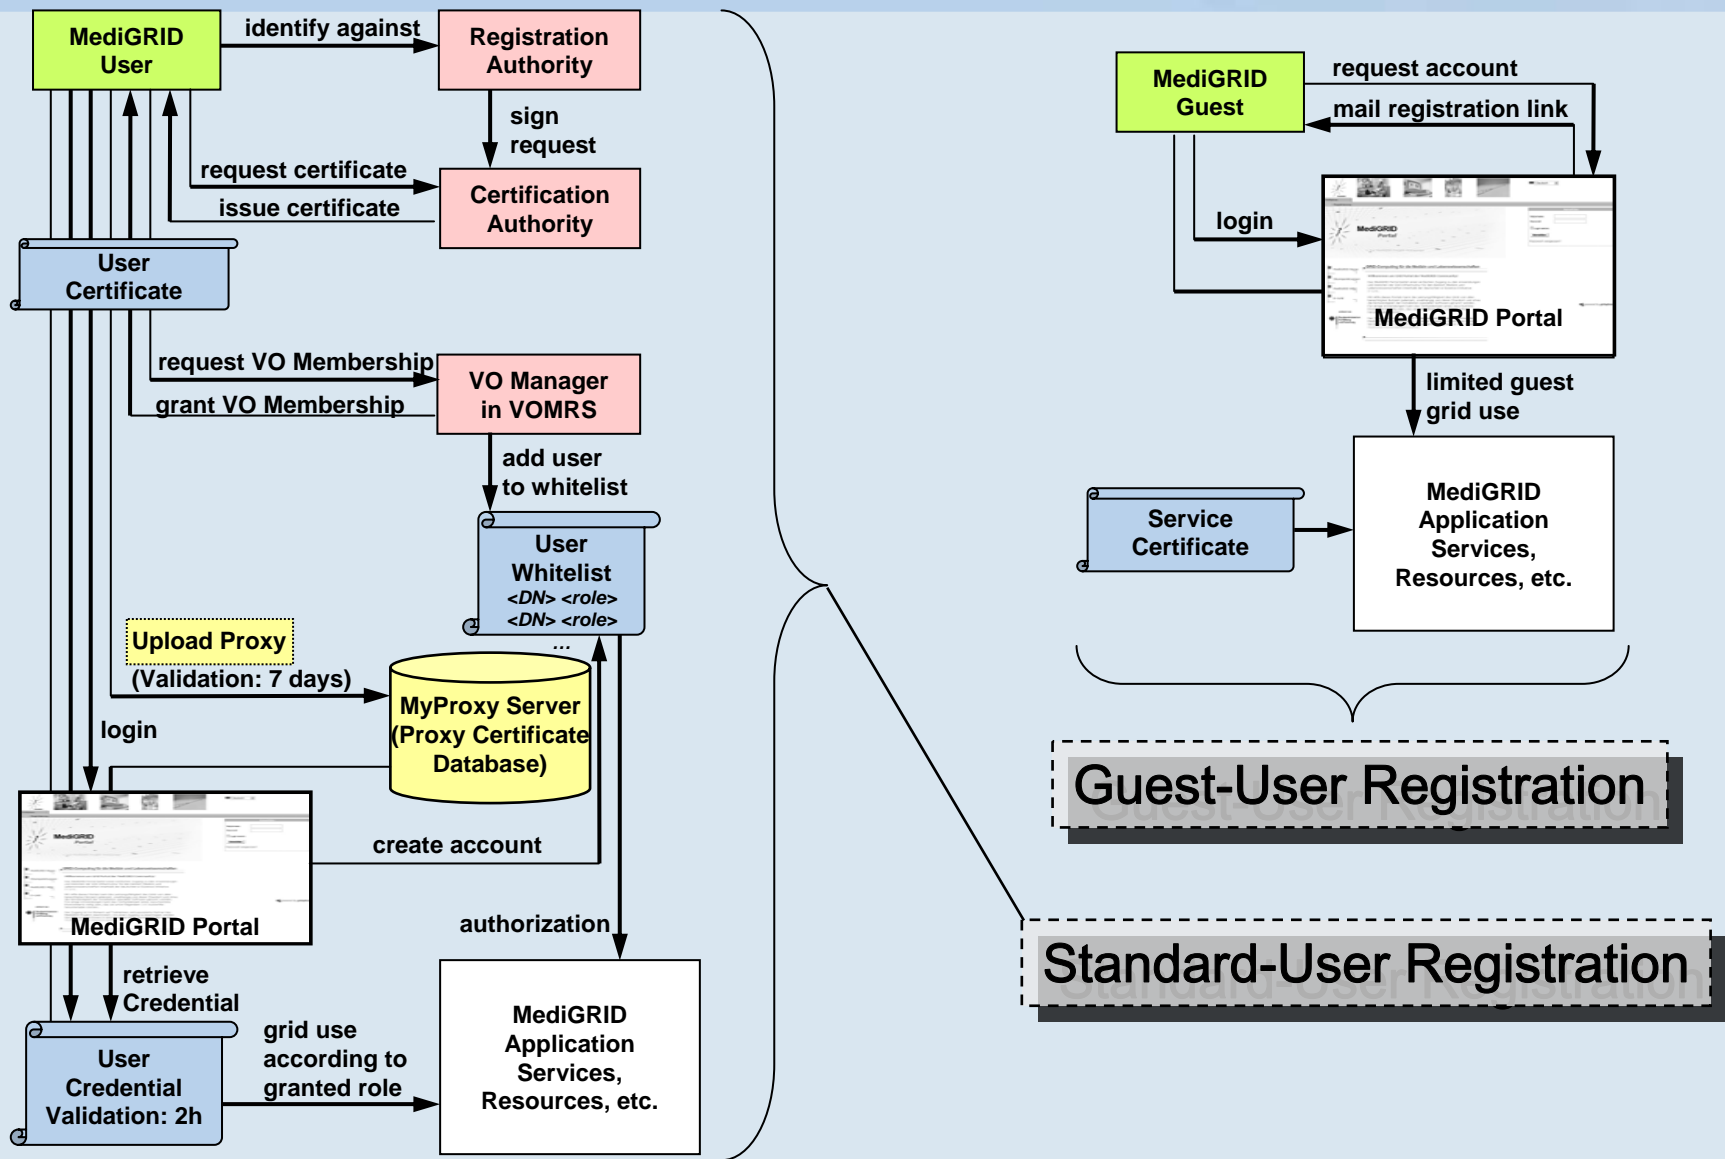 MediGRID
User
identify against
Registration
Authority
sign
request
request certificate
issue certificate
Certification
Authority
User
Certificate
request VO Membership
grant VO Membership
VO Manager
in VOMRS
add user
to whitelist
User
Whitelist
<DN> <role>
<DN> <role>
...
Upload Proxy
(Validation: 7 days)
MyProxy Server
(Proxy Certificate
Database)
login
MediGRID
Portal
MediGRID Portal
create account
authorization
retrieve
Credential
User
Credential
Validation: 2h
grid use
according to
granted role
MediGRID
Application
Services,
Resources, etc.
MediGRID
Guest
request account
mail registration link
login
MediGRID
Portal
MediGRID Portal
limited guest
grid use
Service
Certificate
MediGRID
Application
Services,
Resources, etc.
Guest-User Registration
Standard-User Registration